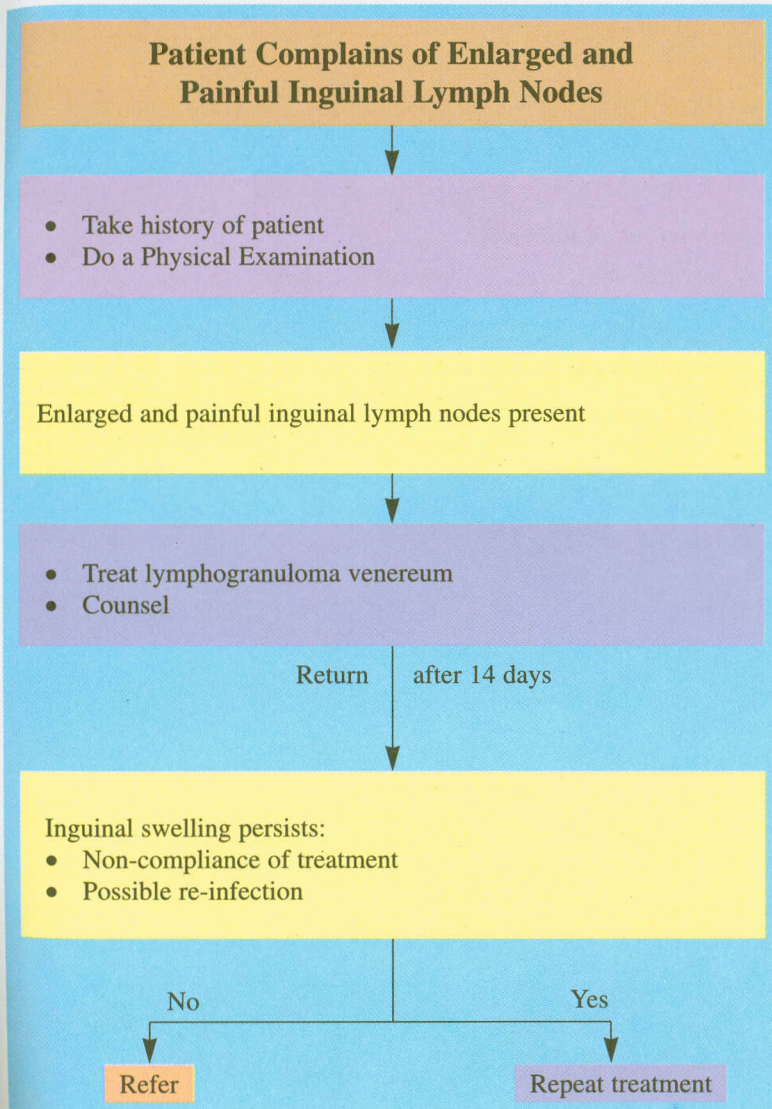 Patient Complains of Enlarged and
Painful Inguinal Lymph Nodes
• Take history of patient
• Do a Physical Examination
Enlarged and painful inguinal lymph nodes present
• Treat lymphogranuloma venereum
• Counsel
Return after 14 days
Inguinal swelling persists:
• Non-compliance of treatment
• Possible re-infection
No Yes
Refer Repeat treatment